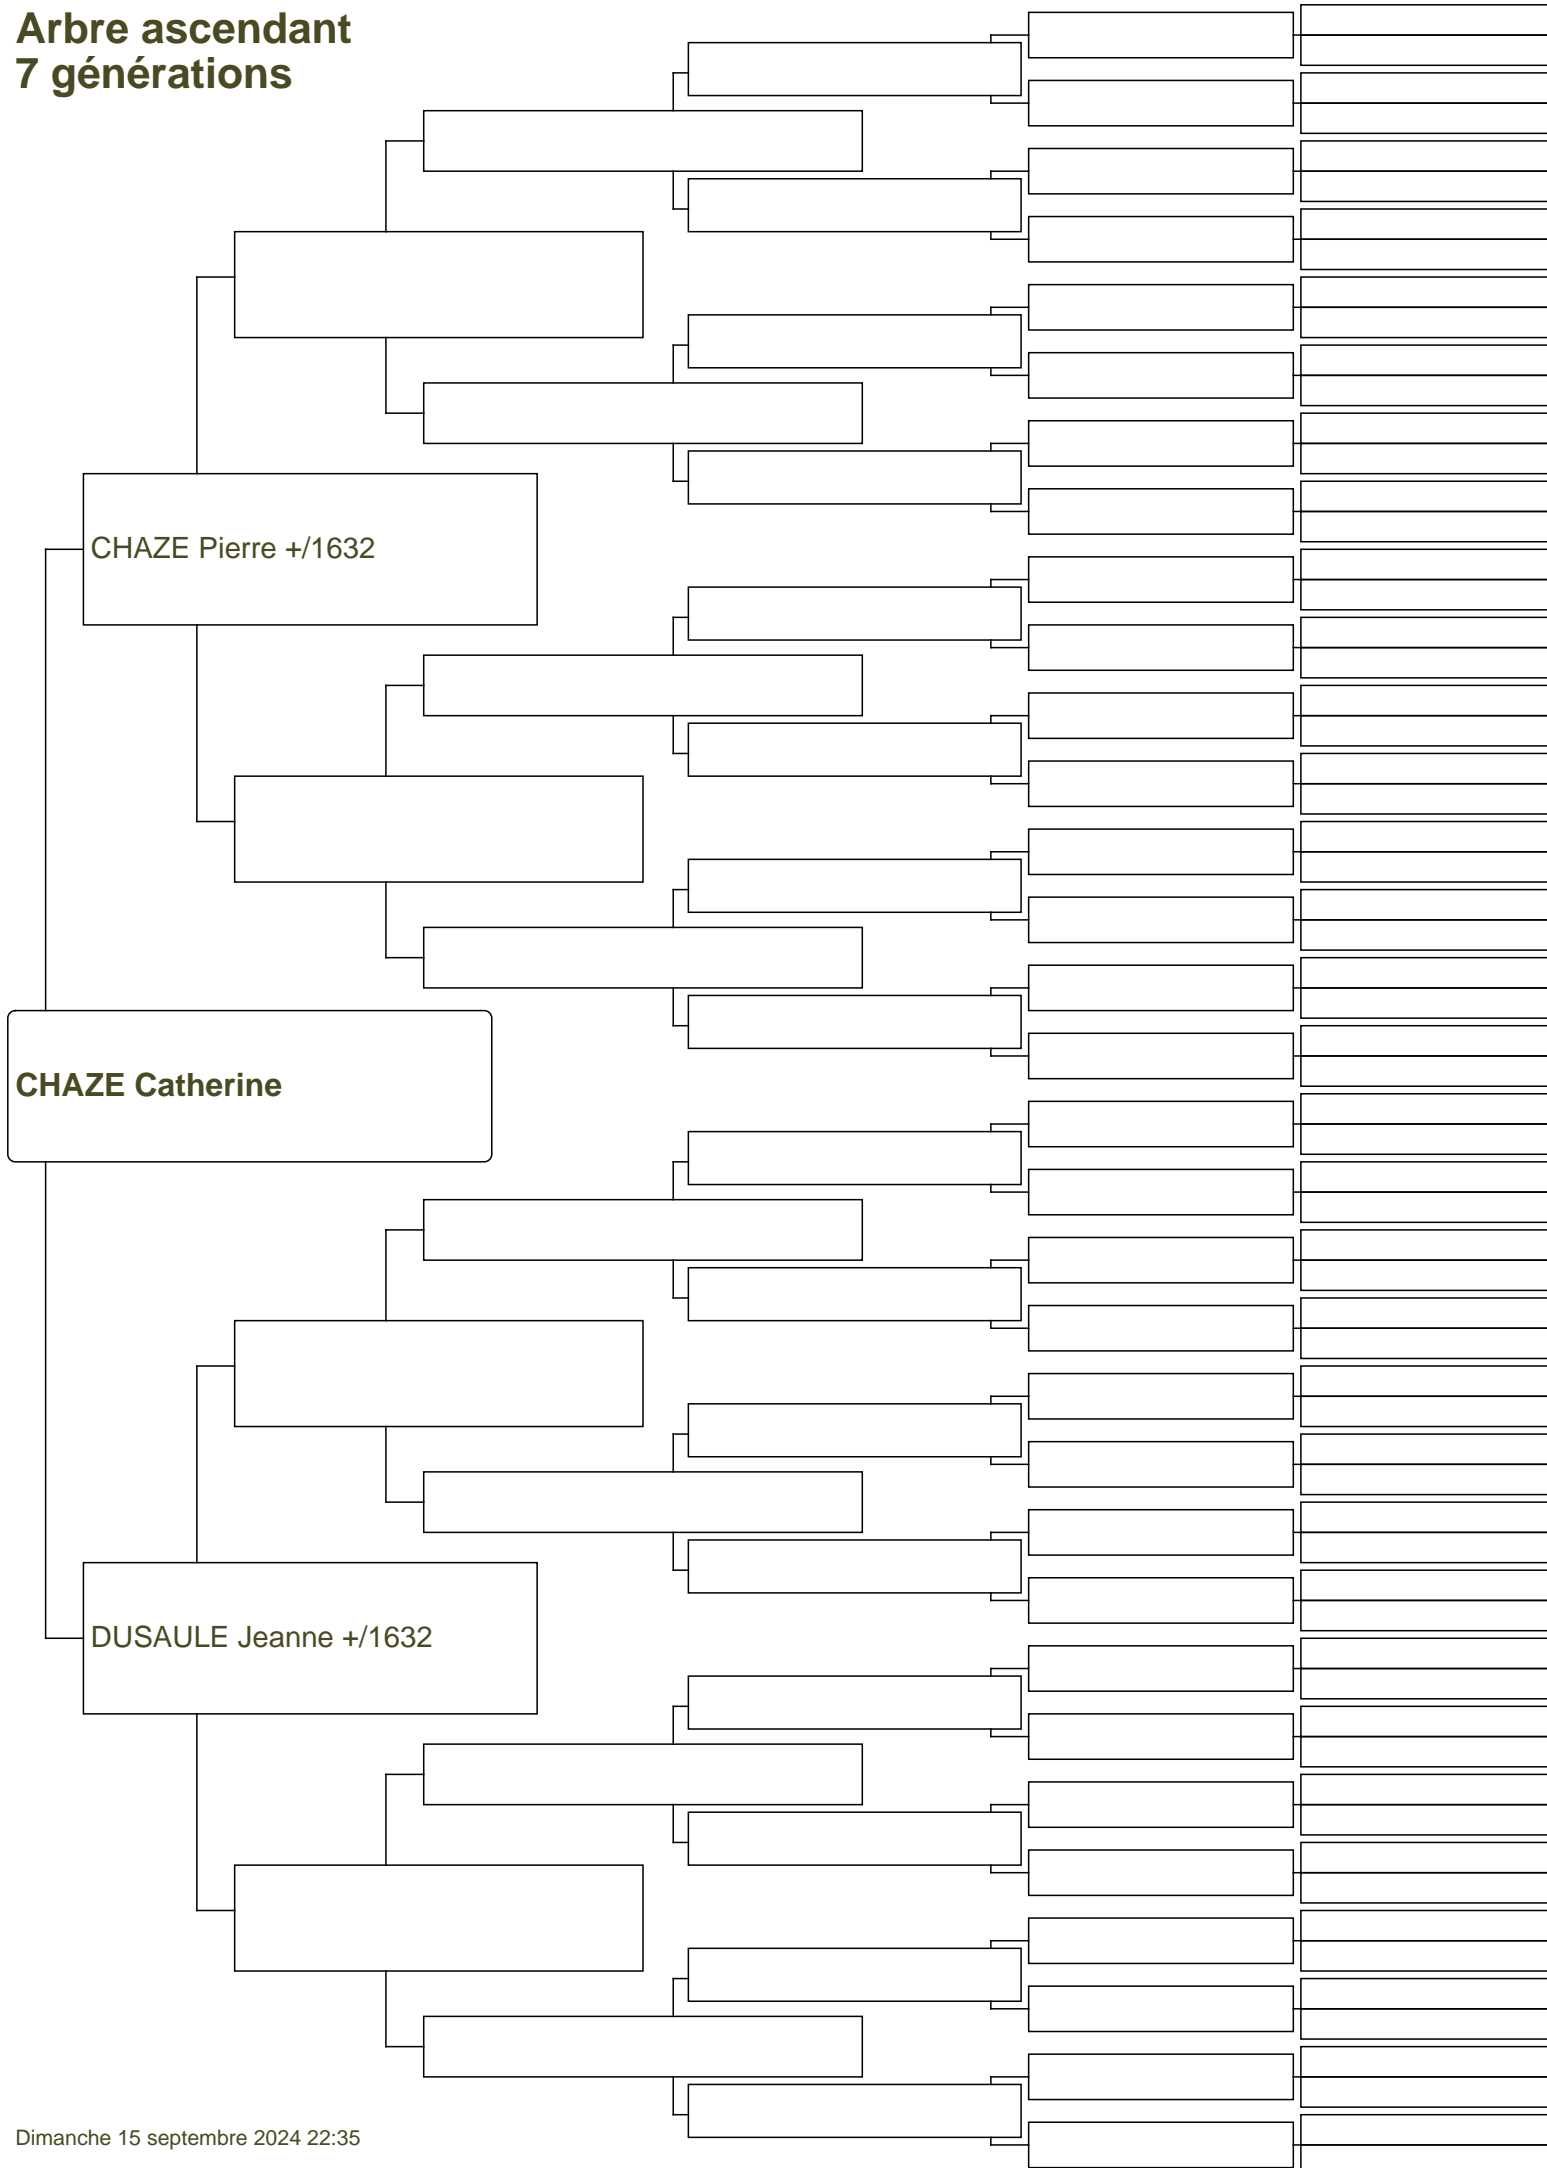 Arbre ascendant
7 générations
CHAZE Pierre +/1632
CHAZE Catherine
DUSAULE Jeanne +/1632
Dimanche 15 septembre 2024 22:35